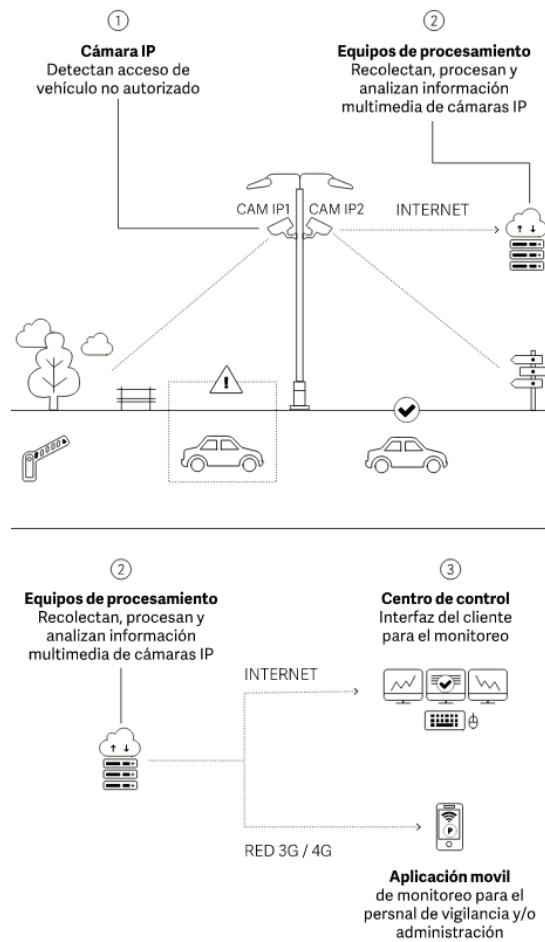 1
Cámara IP
Detectan acceso de
vehículo no autorizado
2
Equipos de procesamiento
Recolectan, procesan y
analizan información
multimedia de cámaras IP
CAM IP1
CAM IP2
INTERNET
2
Equipos de procesamiento
Recolectan, procesan y
analizan información
multimedia de cámaras IP
3
Centro de control
Interfaz del cliente
para el monitoreo
INTERNET
RED 3G / 4G
P
Aplicación movil
de monitoreo para el
persnal de vigilancia y/o
administración